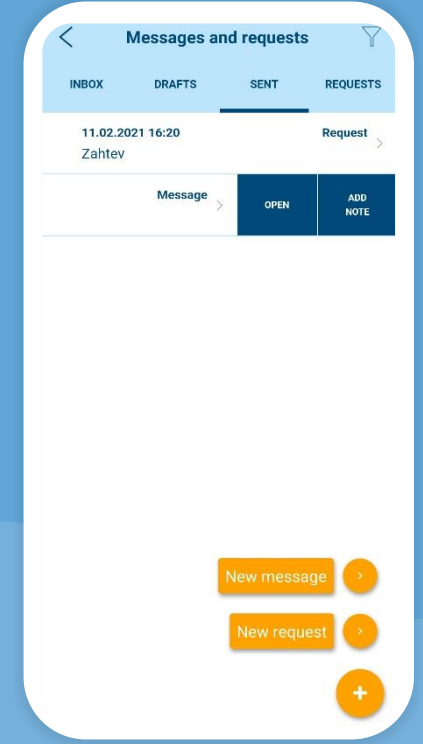 Messages and requests
INBOX DRAFTS SENT REQUESTS
11.02.2021 16:20 Request
Zahtev
Message OPEN ADD
NOTE
New message
New request